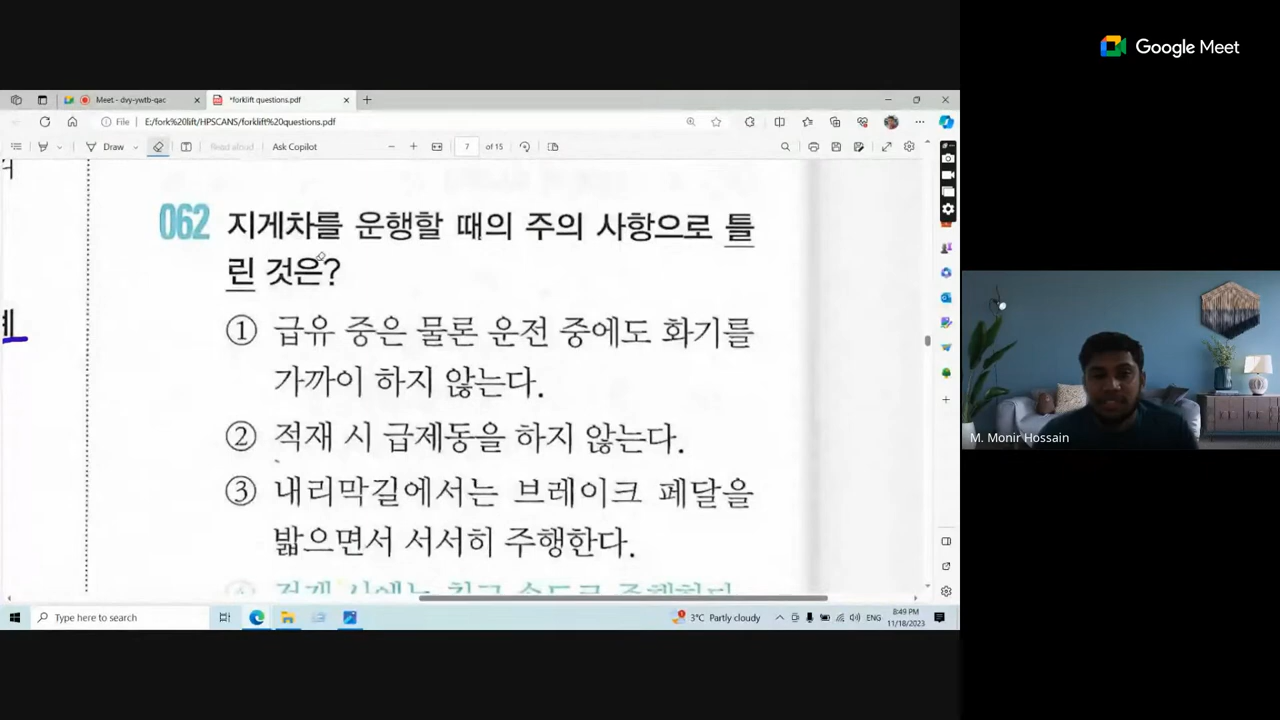 Google Meet
Meet - dvy-ywtb-qac
*forklift questions.pdf
File
E:/fork%20lift/HPSCANS/forklift%20questions.pdf
Draw
Read aloud
Ask Copilot
7
of 15
062 지게차를 운행할 때의 주의 사항으로 틀
린 것은?
① 급유 중은 물론 운전 중에도 화기를
가까이 하지 않는다.
② 적재 시 급제동을 하지 않는다.
③ 내리막길에서는 브레이크 페달을
밟으면서 서서히 주행한다.
M. Monir Hossain
Type here to search
3°C Partly cloudy
ENG
8:49 PM
11/18/2023